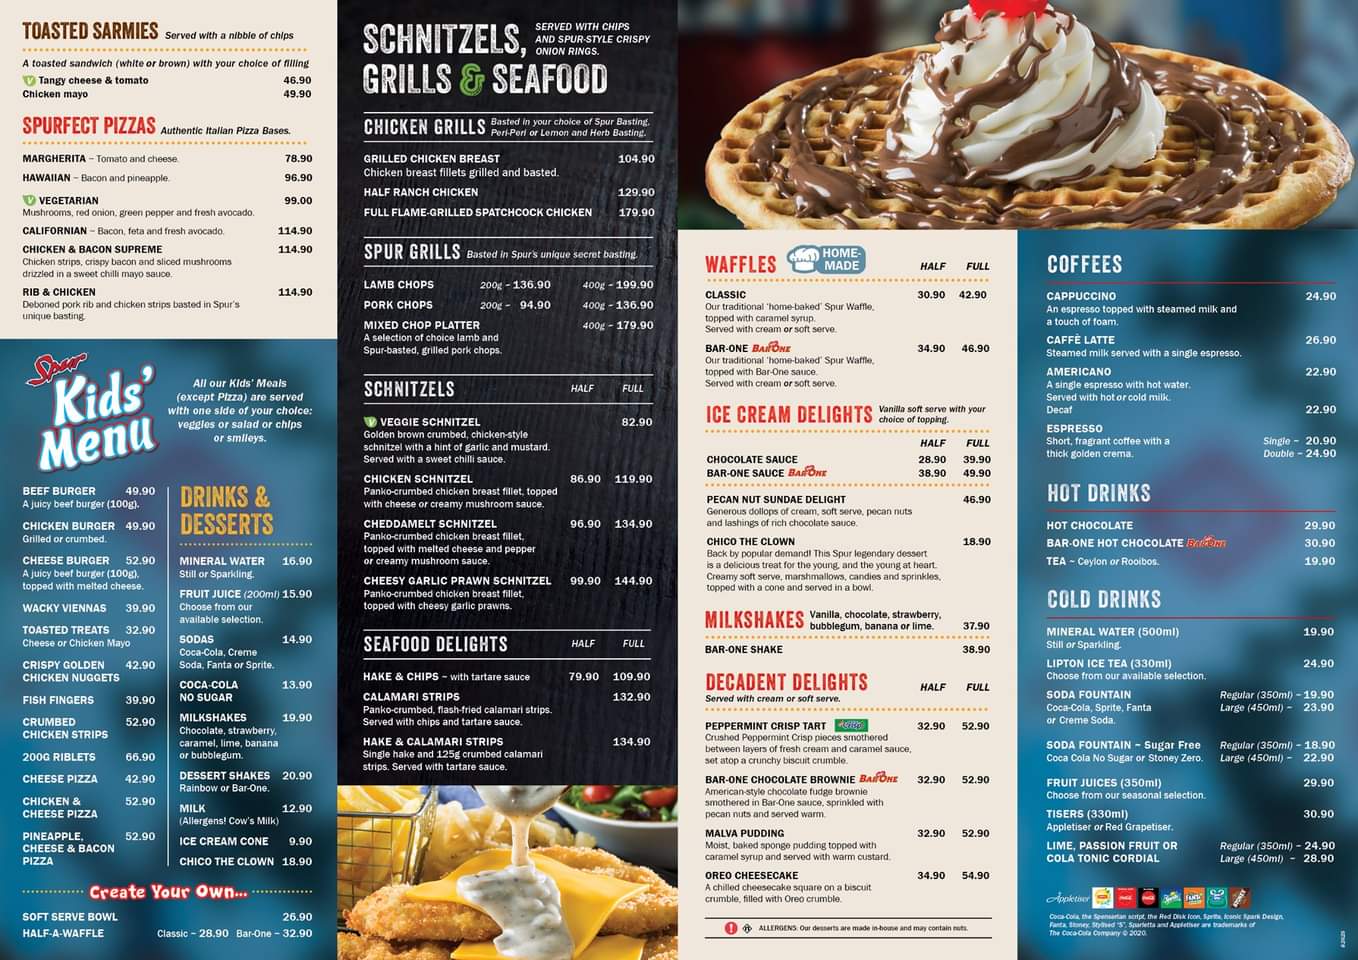 TOASTED SARMIES Served with a nibble of chips
A toasted sandwich (white or brown) with your choice of filling
V Tangy cheese & tomato 46.90
Chicken mayo 49.90
SPURFECT PIZZAS Authentic Italian Pizza Bases.
MARGHERITA – Tomato and cheese. 78.90
HAWAIIAN – Bacon and pineapple. 96.90
V VEGETARIAN 99.00
Mushrooms, red onion, green pepper and fresh avocado.
CALIFORNIAN – Bacon, feta and fresh avocado. 114.90
CHICKEN & BACON SUPREME 114.90
Chicken strips, crispy bacon and sliced mushrooms
drizzled in a sweet chilli mayo sauce.
RIB & CHICKEN 114.90
Deboned pork rib and chicken strips basted in Spur's
unique basting.
Spur
Kids'
Menu
All our Kids' Meals
(except Pizza) are served
with one side of your choice:
veggies or salad or chips
or smileys.
BEEF BURGER 49.90
A juicy beef burger (100g).
CHICKEN BURGER 49.90
Grilled or crumbed.
CHEESE BURGER 52.90
A juicy beef burger (100g),
topped with melted cheese.
WACKY VIENNAS 39.90
TOASTED TREATS 32.90
Cheese or Chicken Mayo
CRISPY GOLDEN 42.90
CHICKEN NUGGETS
FISH FINGERS 39.90
CRUMBED 52.90
CHICKEN STRIPS
200G RIBLETS 66.90
CHEESE PIZZA 42.90
CHICKEN & 52.90
CHEESE PIZZA
PINEAPPLE, 52.90
CHEESE & BACON
PIZZA
DRINKS &
DESSERTS
MINERAL WATER 16.90
Still or Sparkling.
FRUIT JUICE (200ml) 15.90
Choose from our
available selection.
SODAS 14.90
Coca-Cola, Creme
Soda, Fanta or Sprite.
COCA-COLA 13.90
NO SUGAR
MILKSHAKES 19.90
Chocolate, strawberry,
caramel, lime, banana
or bubblegum.
DESSERT SHAKES 20.90
Rainbow or Bar-One.
MILK 12.90
(Allergens! Cow's Milk)
ICE CREAM CONE 9.90
CHICO THE CLOWN 18.90
Create Your Own...
SOFT SERVE BOWL 26.90
HALF-A-WAFFLE Classic – 28.90 Bar-One – 32.90
SCHNITZELS,
GRILLS & SEAFOOD
SERVED WITH CHIPS
AND SPUR-STYLE CRISPY
ONION RINGS.
CHICKEN GRILLS Basted in your choice of Spur Basting,
Peri-Peri or Lemon and Herb Basting.
GRILLED CHICKEN BREAST 104.90
Chicken breast fillets grilled and basted.
HALF RANCH CHICKEN 129.90
FULL FLAME-GRILLED SPATCHCOCK CHICKEN 179.90
SPUR GRILLS Basted in Spur's unique secret basting.
LAMB CHOPS 200g – 136.90 400g – 199.90
PORK CHOPS 200g – 94.90 400g – 136.90
MIXED CHOP PLATTER 400g – 179.90
A selection of choice lamb and
Spur-basted, grilled pork chops.
SCHNITZELS HALF FULL
V VEGGIE SCHNITZEL 82.90
Golden brown crumbed, chicken-style
schnitzel with a hint of garlic and mustard.
Served with a sweet chilli sauce.
CHICKEN SCHNITZEL 86.90 119.90
Panko-crumbed chicken breast fillet, topped
with cheese or creamy mushroom sauce.
CHEDDAMELT SCHNITZEL 96.90 134.90
Panko-crumbed chicken breast fillet,
topped with melted cheese and pepper
or creamy mushroom sauce.
CHEESY GARLIC PRAWN SCHNITZEL 99.90 144.90
Panko-crumbed chicken breast fillet,
topped with cheesy garlic prawns.
SEAFOOD DELIGHTS HALF FULL
HAKE & CHIPS – with tartare sauce 79.90 109.90
CALAMARI STRIPS 132.90
Panko-crumbed, flash-fried calamari strips.
Served with chips and tartare sauce.
HAKE & CALAMARI STRIPS 134.90
Single hake and 125g crumbed calamari
strips. Served with tartare sauce.
WAFFLES HOME-
MADE HALF FULL
CLASSIC 30.90 42.90
Our traditional 'home-baked' Spur Waffle,
topped with caramel syrup.
Served with cream or soft serve.
BAR-ONE BarOne 34.90 46.90
Our traditional 'home-baked' Spur Waffle,
topped with Bar-One sauce.
Served with cream or soft serve.
ICE CREAM DELIGHTS Vanilla soft serve with your
choice of topping.
HALF FULL
CHOCOLATE SAUCE 28.90 39.90
BAR-ONE SAUCE BarOne 38.90 49.90
PECAN NUT SUNDAE DELIGHT 46.90
Generous dollops of cream, soft serve, pecan nuts
and lashings of rich chocolate sauce.
CHICO THE CLOWN 18.90
Back by popular demand! This Spur legendary dessert
is a delicious treat for the young, and the young at heart.
Creamy soft serve, marshmallows, candies and sprinkles,
topped with a cone and served in a bowl.
MILKSHAKES Vanilla, chocolate, strawberry,
bubblegum, banana or lime. 37.90
BAR-ONE SHAKE 38.90
DECADENT DELIGHTS HALF FULL
Served with cream or soft serve.
PEPPERMINT CRISP TART 32.90 52.90
Crushed Peppermint Crisp pieces smothered
between layers of fresh cream and caramel sauce,
set atop a crunchy biscuit crumble.
BAR-ONE CHOCOLATE BROWNIE BarOne 32.90 52.90
American-style chocolate fudge brownie
smothered in Bar-One sauce, sprinkled with
pecan nuts and served warm.
MALVA PUDDING 32.90 52.90
Moist, baked sponge pudding topped with
caramel syrup and served with warm custard.
OREO CHEESECAKE 34.90 54.90
A chilled cheesecake square on a biscuit
crumble, filled with Oreo crumble.
ALLERGENS: Our desserts are made in-house and may contain nuts.
COFFEES
CAPPUCCINO 24.90
An espresso topped with steamed milk and
a touch of foam.
CAFFÈ LATTE 26.90
Steamed milk served with a single espresso.
AMERICANO 22.90
A single espresso with hot water.
Served with hot or cold milk.
Decaf 22.90
ESPRESSO
Short, fragrant coffee with a Single – 20.90
thick golden crema. Double – 24.90
HOT DRINKS
HOT CHOCOLATE 29.90
BAR-ONE HOT CHOCOLATE BarOne 30.90
TEA – Ceylon or Rooibos. 19.90
COLD DRINKS
MINERAL WATER (500ml) 19.90
Still or Sparkling.
LIPTON ICE TEA (330ml) 24.90
Choose from our available selection.
SODA FOUNTAIN Regular (350ml) – 19.90
Coca-Cola, Sprite, Fanta Large (450ml) – 23.90
or Creme Soda.
SODA FOUNTAIN – Sugar Free Regular (350ml) – 18.90
Coca Cola No Sugar or Stoney Zero. Large (450ml) – 22.90
FRUIT JUICES (350ml) 29.90
Choose from our seasonal selection.
TISERS (330ml) 30.90
Appletiser or Red Grapetiser.
LIME, PASSION FRUIT OR Regular (350ml) – 24.90
COLA TONIC CORDIAL Large (450ml) – 28.90
Appletiser
Coca-Cola, the Spenserian script, the Red Disk Icon, Sprite, Iconic Spark Design,
Fanta, Stoney, Stylised "S", Sparletta and Appletiser are trademarks of
The Coca-Cola Company © 2020.